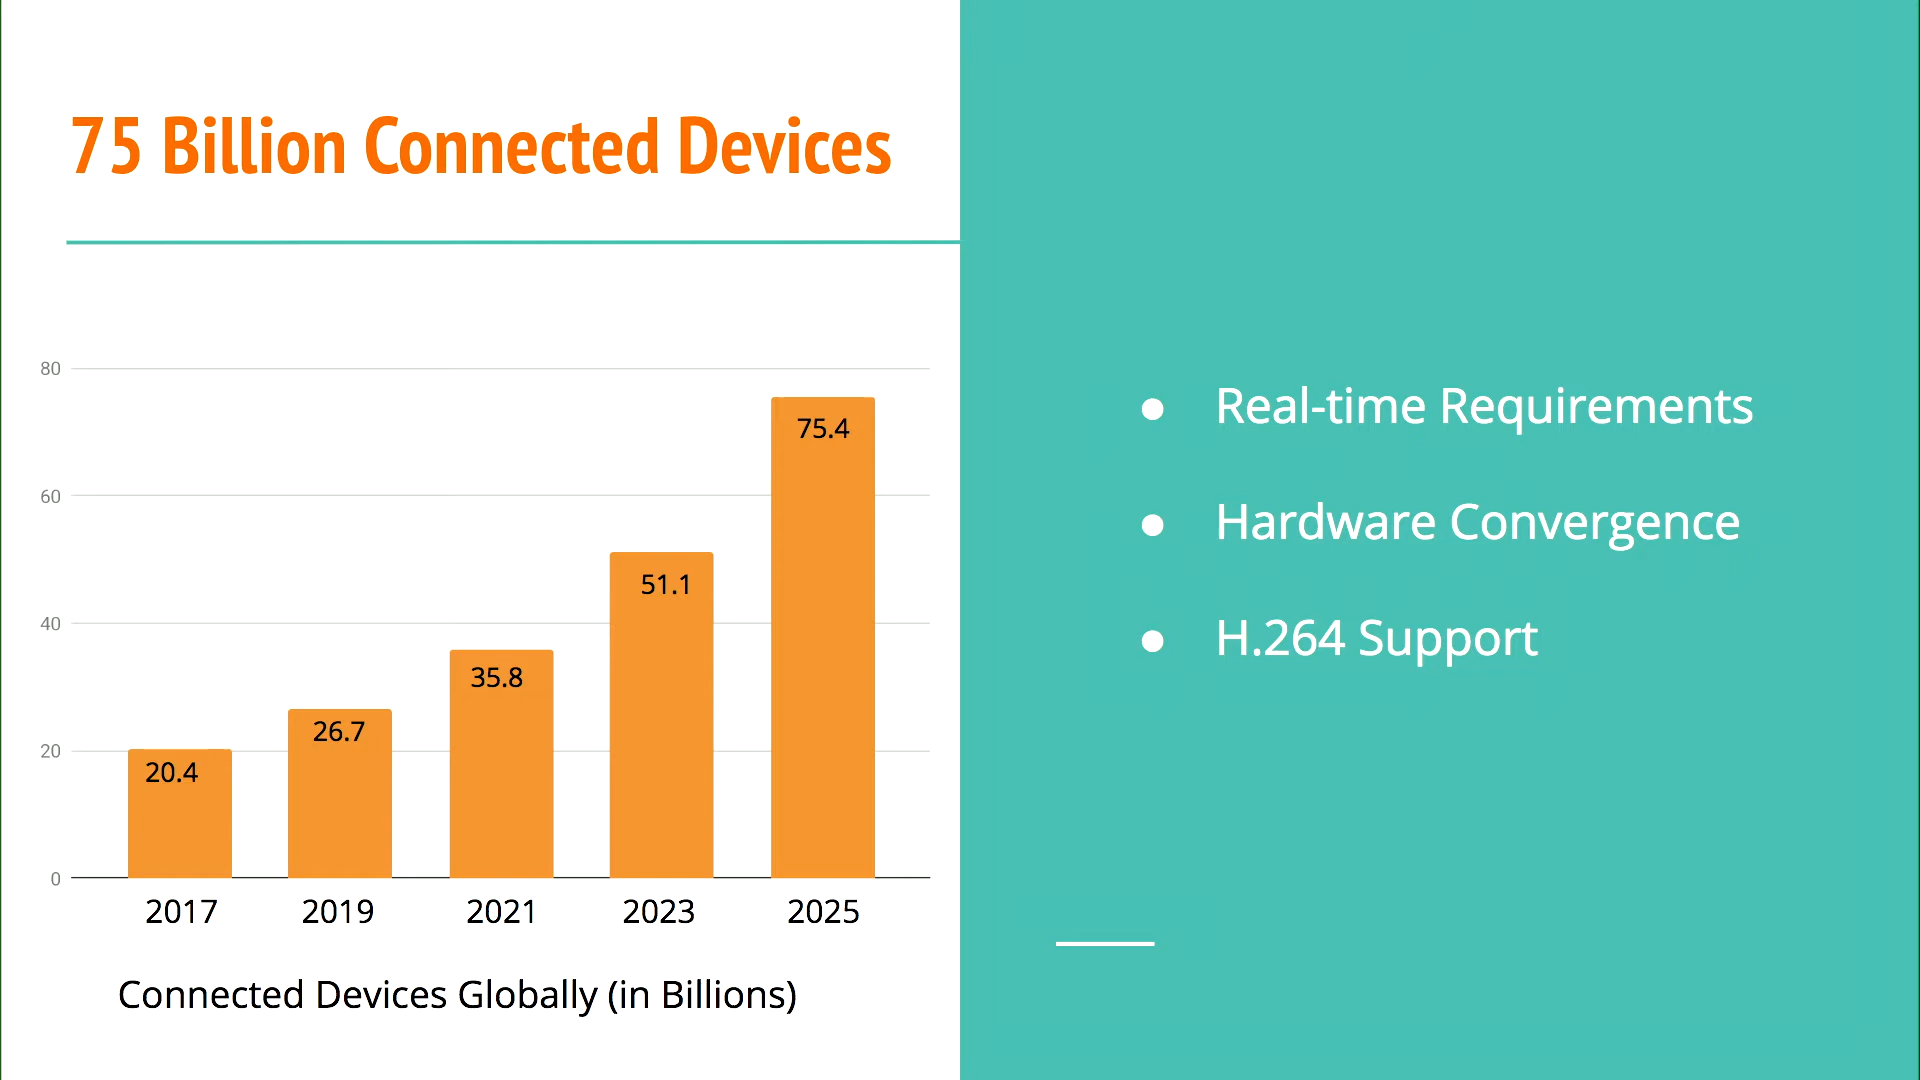 75 Billion Connected Devices
80
60
40
20
0
20.4
26.7
35.8
51.1
75.4
2017 2019 2021 2023 2025
Connected Devices Globally (in Billions)
● Real-time Requirements
● Hardware Convergence
● H.264 Support